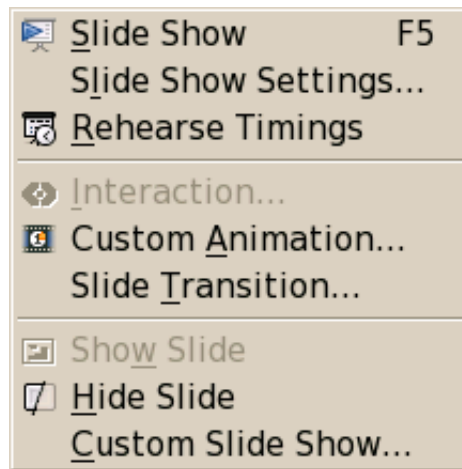 Slide Show F5
Slide Show Settings...
Rehearse Timings
Interaction...
Custom Animation...
Slide Transition...
Show Slide
Hide Slide
Custom Slide Show...